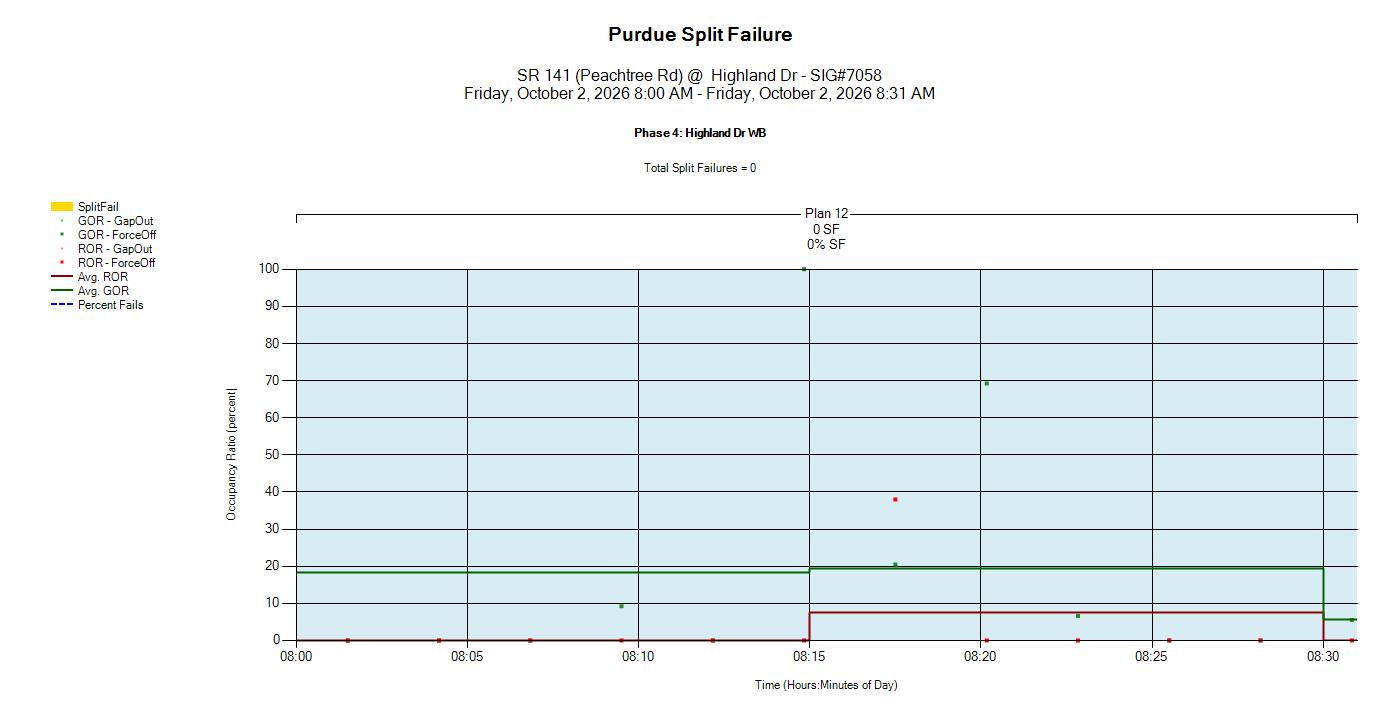 Purdue Split Failure
SR 141 (Peachtree Rd) @ Highland Dr - SIG#7058
Friday, October 2, 2026 8:00 AM - Friday, October 2, 2026 8:31 AM
Phase 4: Highland Dr WB
Total Split Failures = 0
SplitFail
GOR - GapOut
GOR - ForceOff
ROR - GapOut
ROR - ForceOff
Avg. ROR
Avg. GOR
Percent Fails
Plan 12
0 SF
0% SF
Occupancy Ratio (percent)
100
90
80
70
60
50
40
30
20
10
0
08:00
08:05
08:10
08:15
08:20
08:25
08:30
Time (Hours:Minutes of Day)